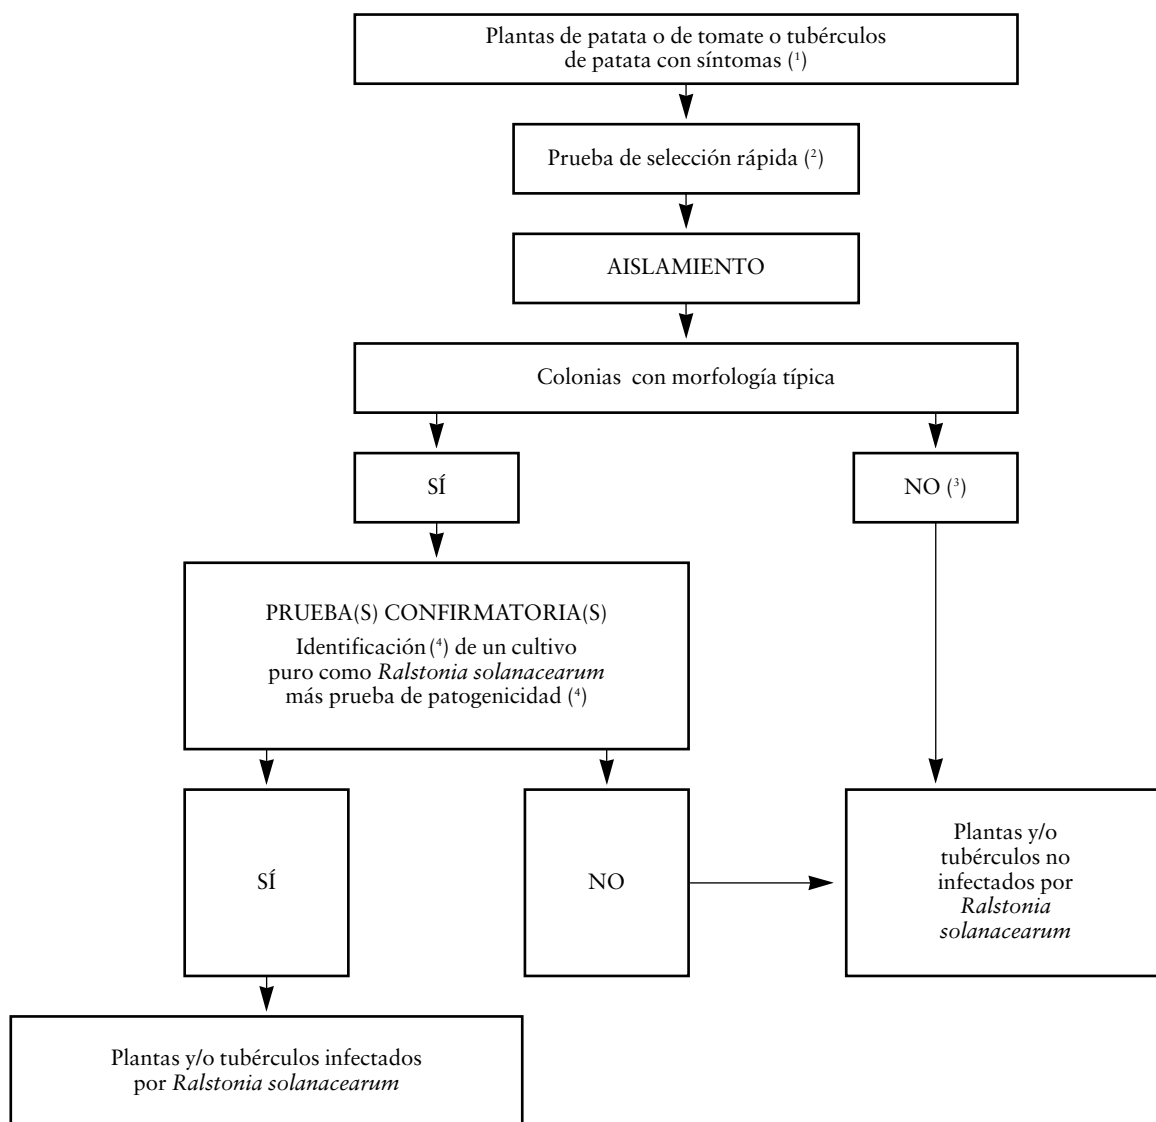 Plantas de patata o de tomate o tubérculos
de patata con síntomas (¹)
Prueba de selección rápida (²)
AISLAMIENTO
Colonias con morfología típica
SÍ
NO (³)
PRUEBA(S) CONFIRMATORIA(S)
Identificación (⁴) de un cultivo
puro como Ralstonia solanacearum
más prueba de patogenicidad (⁴)
SÍ
NO
Plantas y/o
tubérculos no
infectados por
Ralstonia
solanacearum
Plantas y/o tubérculos infectados
por Ralstonia solanacearum